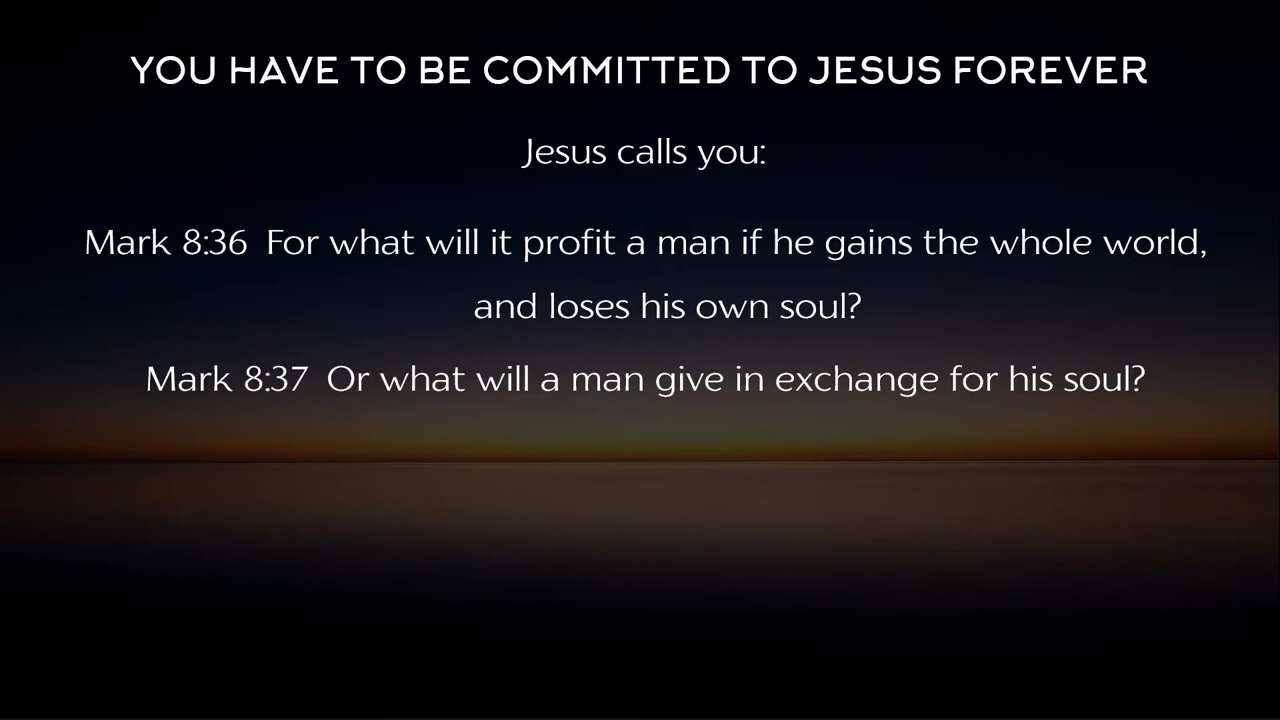 YOU HAVE TO BE COMMITTED TO JESUS FOREVER
Jesus calls you:
Mark 8:36  For what will it profit a man if he gains the whole world,
and loses his own soul?
Mark 8:37  Or what will a man give in exchange for his soul?